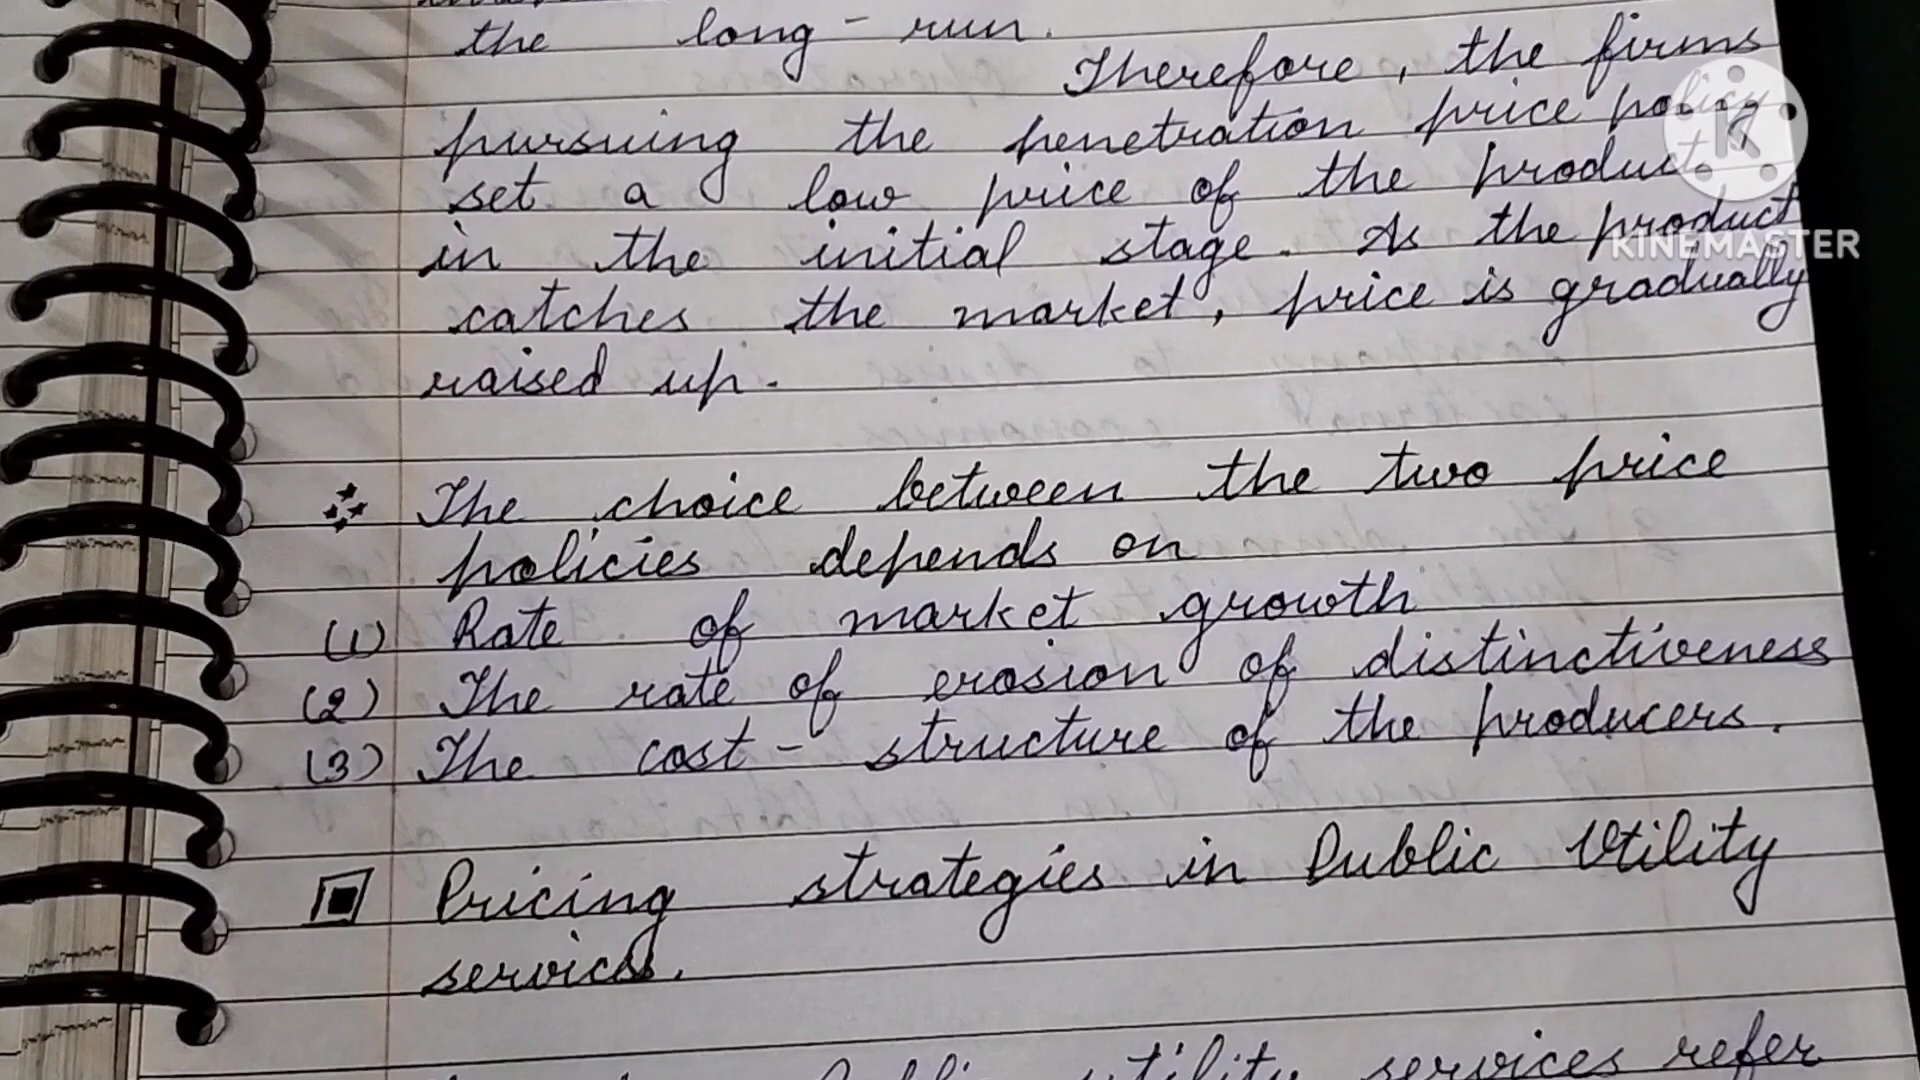 the long-run.
Therefore, the firms
pursuing the penetration price policy
set a low price of the product
in the initial stage. As the product
catches the market, price is gradually
raised up.
The choice between the two price
policies depends on
(1) Rate of market growth
(2) The rate of erosion of distinctiveness
(3) The cost-structure of the producers.
Pricing strategies in Public Utility
services.
Public utility services refer
K
KINEMASTER